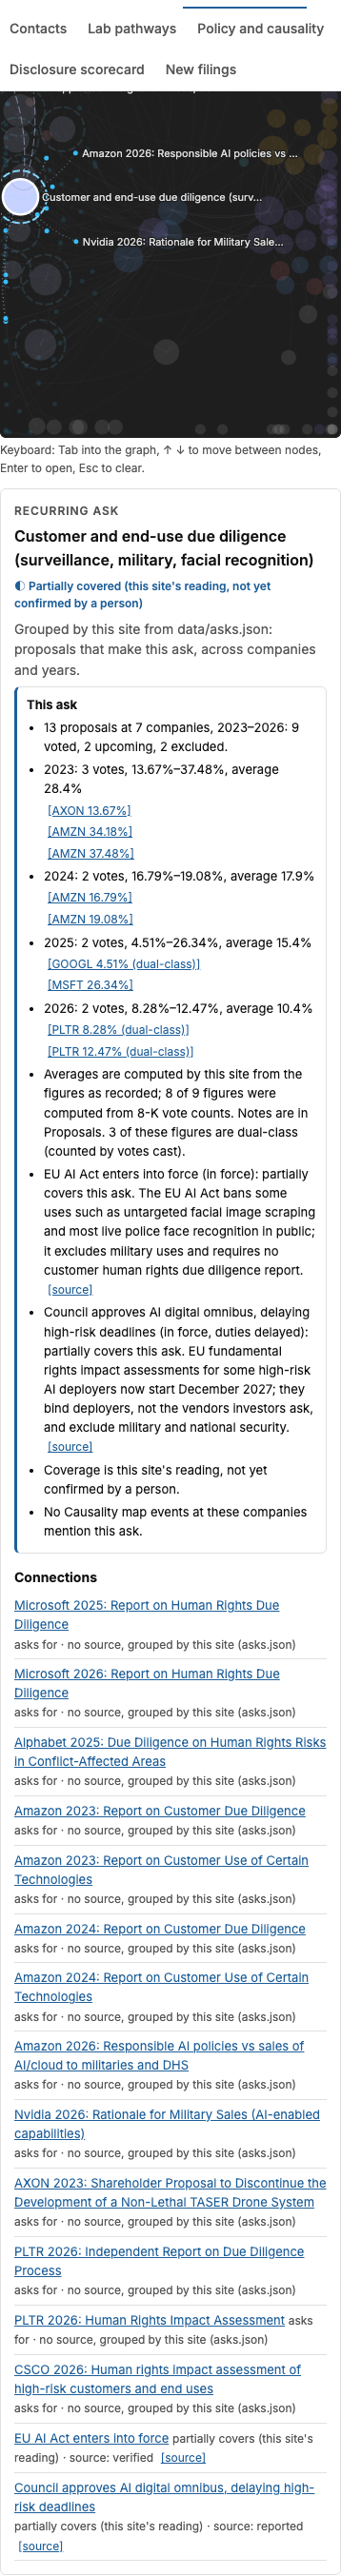 Contacts Lab pathways Policy and causality
Disclosure scorecard New filings
Amazon 2026: Responsible AI policies vs ...
Customer and end-use due diligence (surv...
Nvidia 2026: Rationale for Military Sale...
Keyboard: Tab into the graph, ↑ ↓ to move between nodes,
Enter to open, Esc to clear.
RECURRING ASK
Customer and end-use due diligence
(surveillance, military, facial recognition)
◐ Partially covered (this site's reading, not yet
confirmed by a person)
Grouped by this site from data/asks.json:
proposals that make this ask, across companies
and years.
This ask
• 13 proposals at 7 companies, 2023–2026: 9
voted, 2 upcoming, 2 excluded.
• 2023: 3 votes, 13.67%–37.48%, average
28.4%
[AXON 13.67%]
[AMZN 34.18%]
[AMZN 37.48%]
• 2024: 2 votes, 16.79%–19.08%, average 17.9%
[AMZN 16.79%]
[AMZN 19.08%]
• 2025: 2 votes, 4.51%–26.34%, average 15.4%
[GOOGL 4.51% (dual-class)]
[MSFT 26.34%]
• 2026: 2 votes, 8.28%–12.47%, average 10.4%
[PLTR 8.28% (dual-class)]
[PLTR 12.47% (dual-class)]
• Averages are computed by this site from the
figures as recorded; 8 of 9 figures were
computed from 8-K vote counts. Notes in
Proposals. 3 of these figures are dual-class
(counted by votes cast).
• EU AI Act enters into force (in force): partially
covers this ask. The EU AI Act bans some
uses such as untargeted facial image scraping
and most live police face recognition in public;
it excludes military uses and requires no
customer human rights due diligence report.
[source]
• Council approves AI digital omnibus, delaying
high-risk deadlines (in force, duties delayed):
partially covers this ask. EU fundamental
rights impact assessments for some high-risk
AI deployers now start December 2027; they
bind deployers, not the vendors investors ask,
and exclude military and national security.
[source]
• Coverage is this site's reading, not yet
confirmed by a person.
• No Causality map events at these companies
mention this ask.
Connections
Microsoft 2025: Report on Human Rights Due
Diligence
asks for · no source, grouped by this site (asks.json)
Microsoft 2026: Report on Human Rights Due
Diligence
asks for · no source, grouped by this site (asks.json)
Alphabet 2025: Due Diligence on Human Rights Risks
in Conflict-Affected Areas
asks for · no source, grouped by this site (asks.json)
Amazon 2023: Report on Customer Due Diligence
asks for · no source, grouped by this site (asks.json)
Amazon 2023: Report on Customer Use of Certain
Technologies
asks for · no source, grouped by this site (asks.json)
Amazon 2024: Report on Customer Due Diligence
asks for · no source, grouped by this site (asks.json)
Amazon 2024: Report on Customer Use of Certain
Technologies
asks for · no source, grouped by this site (asks.json)
Amazon 2026: Responsible AI policies vs sales of
AI/cloud to militaries and DHS
asks for · no source, grouped by this site (asks.json)
Nvidia 2026: Rationale for Military Sales (AI-enabled
capabilities)
asks for · no source, grouped by this site (asks.json)
AXON 2023: Shareholder Proposal to Discontinue the
Development of a Non-Lethal TASER Drone System
asks for · no source, grouped by this site (asks.json)
PLTR 2026: Independent Report on Due Diligence
Process
asks for · no source, grouped by this site (asks.json)
PLTR 2026: Human Rights Impact Assessment asks
for · no source, grouped by this site (asks.json)
CSCO 2026: Human rights impact assessment of
high-risk customers and end uses
asks for · no source, grouped by this site (asks.json)
EU AI Act enters into force partially covers (this site's
reading) · source: verified [source]
Council approves AI digital omnibus, delaying high-
risk deadlines
partially covers (this site's reading) · source: reported
[source]